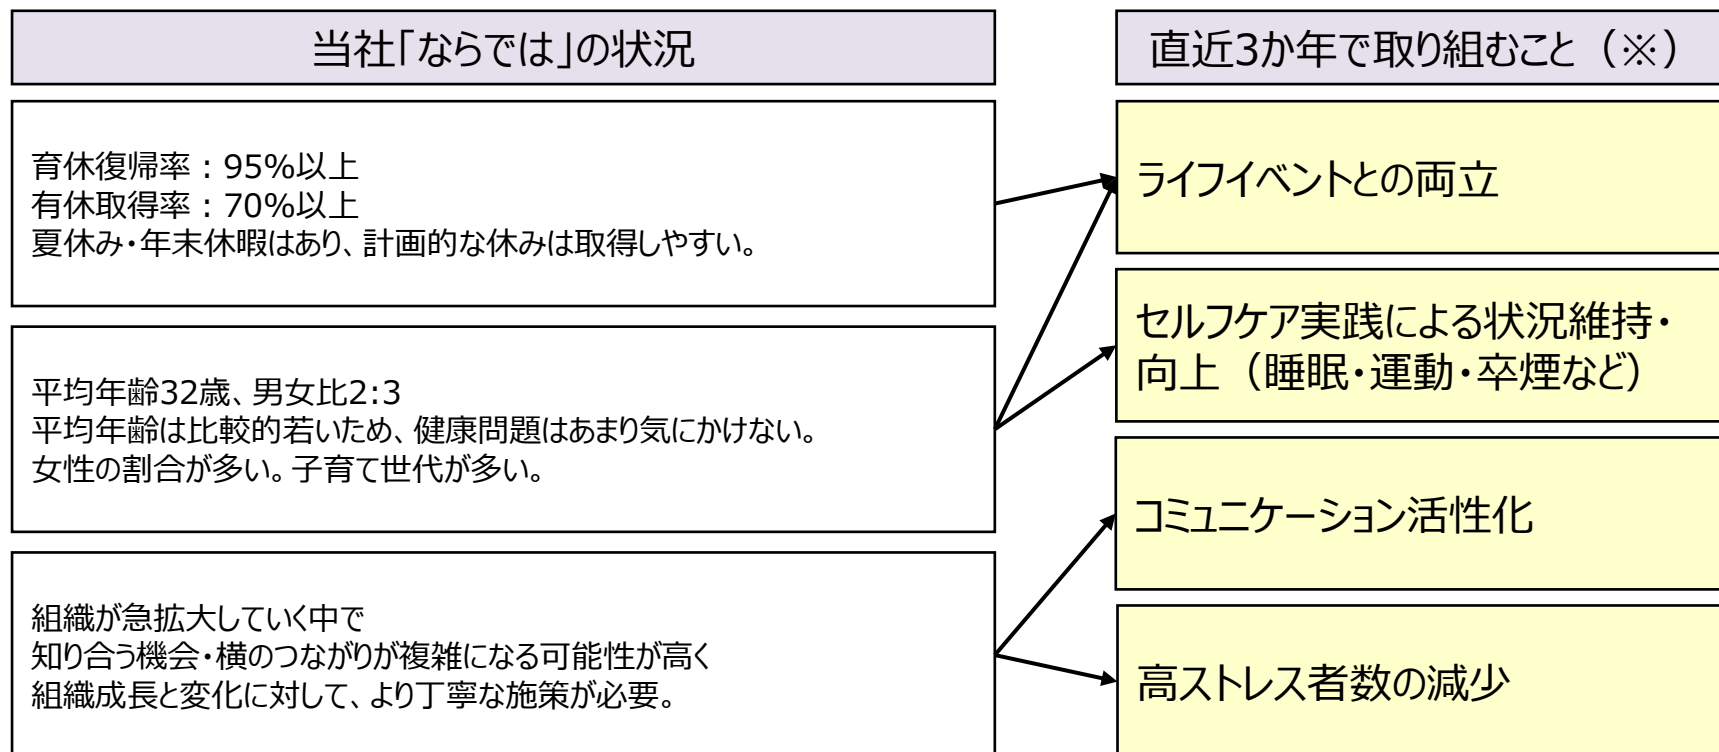 当社「ならでは」の状況
直近3か年で取り組むこと（※）
育休復帰率：95%以上
有休取得率：70%以上
夏休み・年末休暇はあり、計画的な休みは取得しやすい。
平均年齢32歳、男女比2:3
平均年齢は比較的若いため、健康問題はあまり気にかけない。
女性の割合が多い。子育て世代が多い。
組織が急拡大していく中で
知り合う機会・横のつながりが複雑になる可能性が高く
組織成長と変化に対して、より丁寧な施策が必要。
ライフイベントとの両立
セルフケア実践による状況維持・
向上（睡眠・運動・卒煙など）
コミュニケーション活性化
高ストレス者数の減少